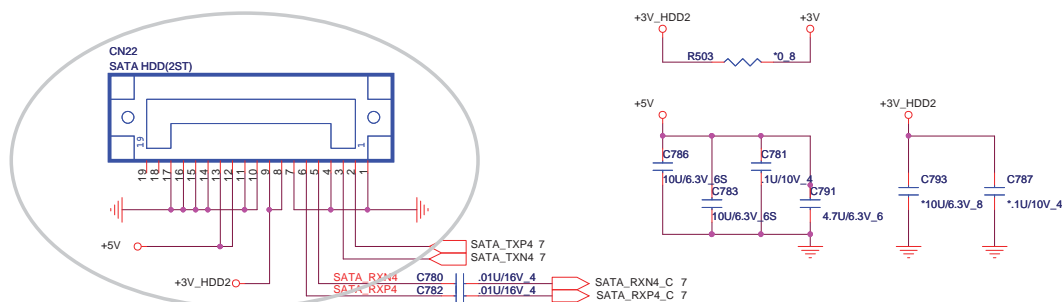 CN22
SATA HDD(2ST)
19
1
19 18 17 16 15 14 13 12 11 10 9 8 7 6 5 4 3 2 1
+5V
+3V_HDD2
SATA_TXP4 7
SATA_TXN4 7
SATA_RXN4 C780 .01U/16V_4 SATA_RXN4_C 7
SATA_RXP4 C782 .01U/16V_4 SATA_RXP4_C 7
+3V_HDD2 +3V
R503 *0_8
+5V
C786
10U/6.3V_6S
C783
10U/6.3V_6S
C781
.1U/10V_4
C791
4.7U/6.3V_6
+3V_HDD2
C793
*10U/6.3V_8
C787
*.1U/10V_4